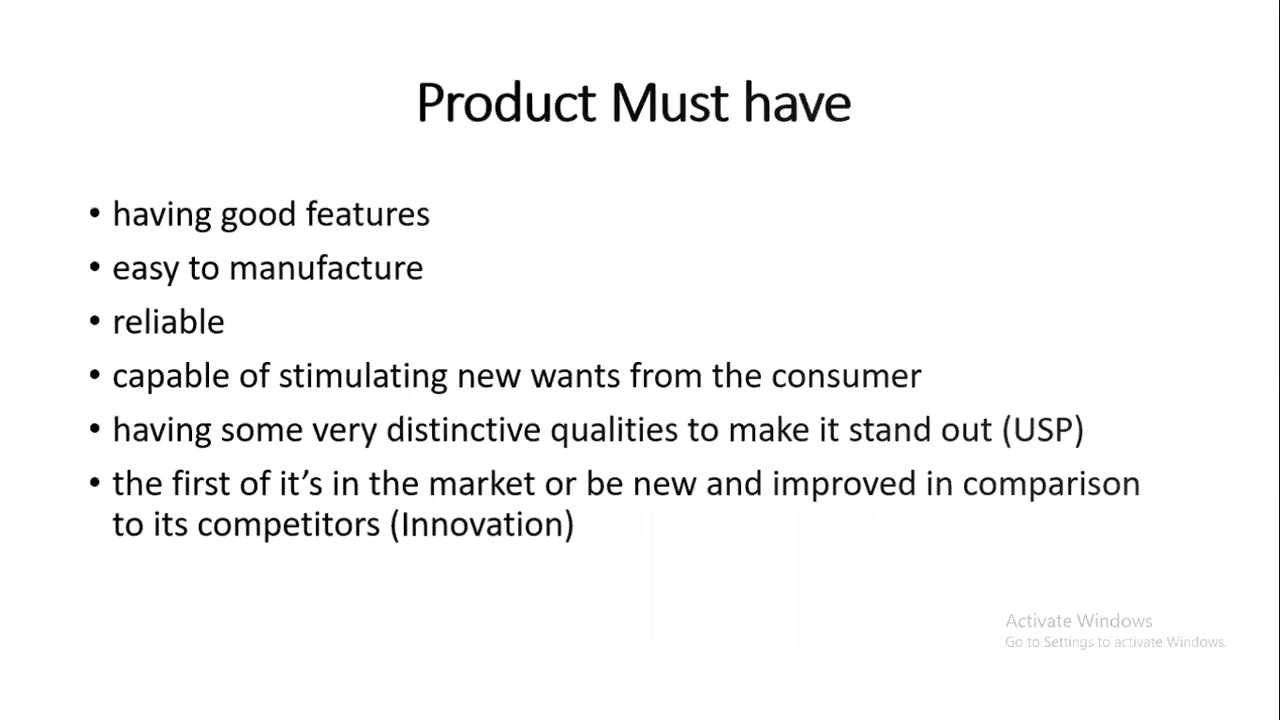 Product Must have
• having good features
• easy to manufacture
• reliable
• capable of stimulating new wants from the consumer
• having some very distinctive qualities to make it stand out (USP)
• the first of it’s in the market or be new and improved in comparison
to its competitors (Innovation)
Activate Windows
Go to Settings to activate Windows.